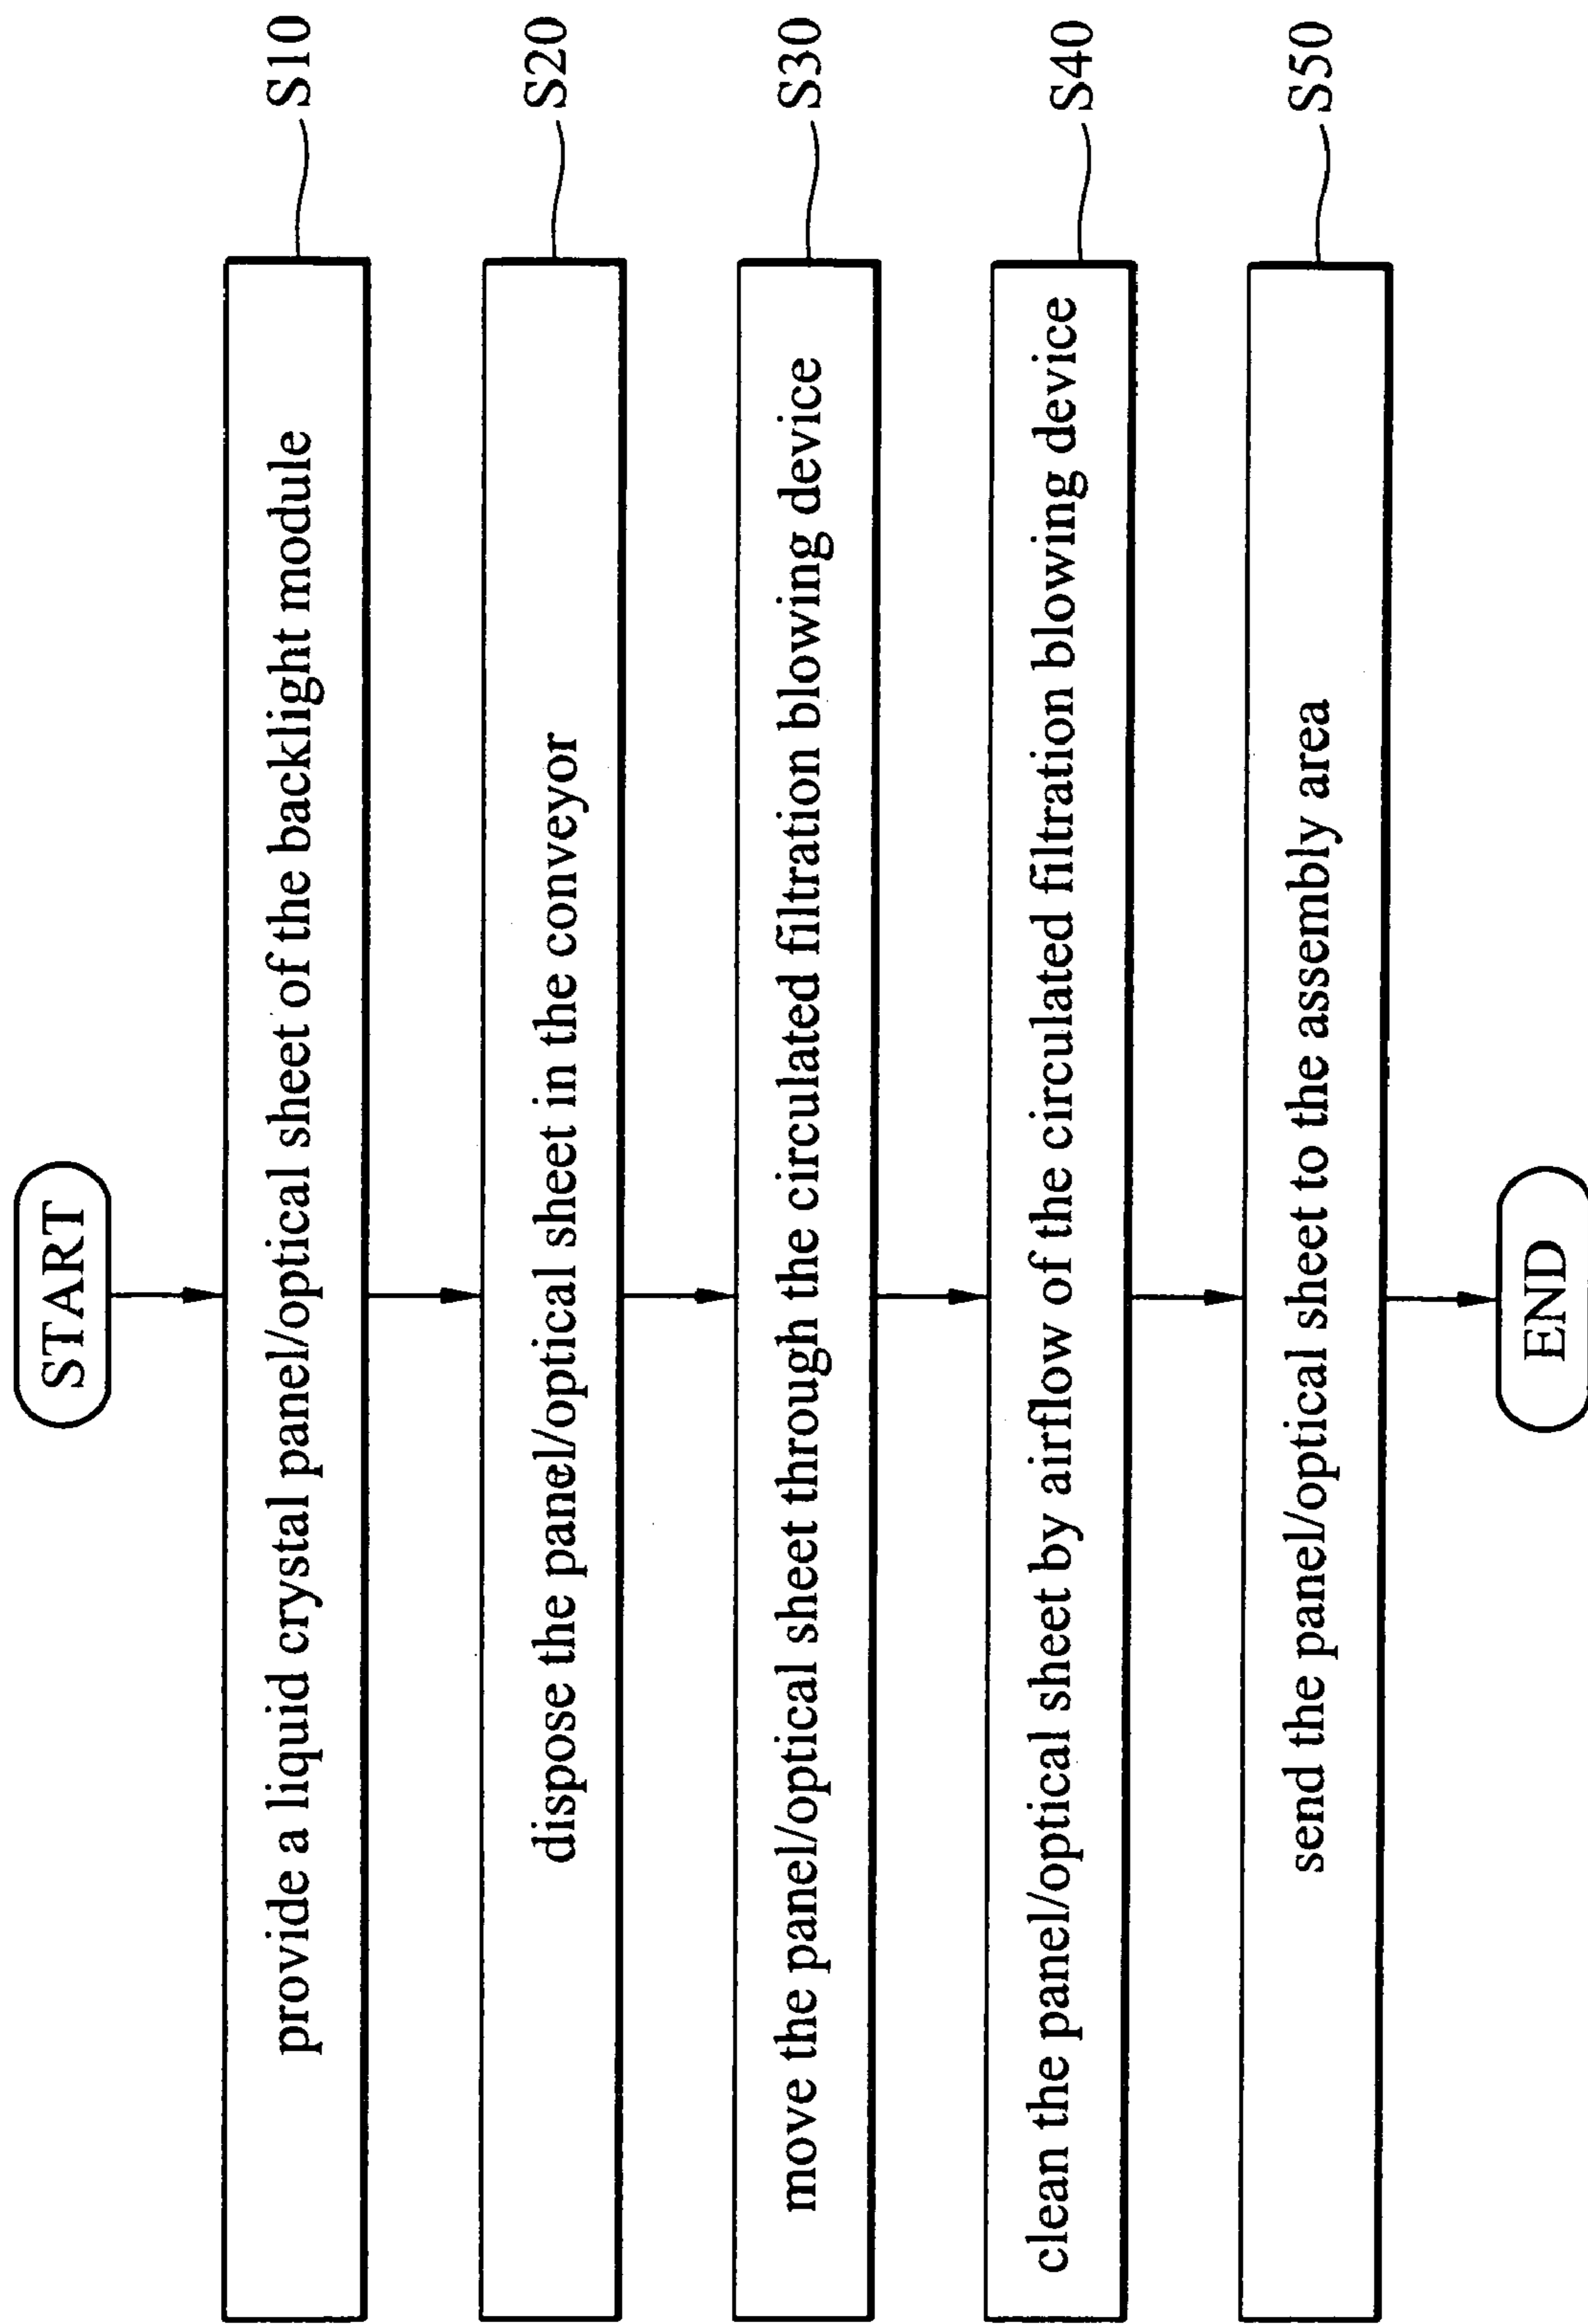 START
provide a liquid crystal panel/optical sheet of the backlight module
S10
dispose the panel/optical sheet in the conveyor
S20
move the panel/optical sheet through the circulated filtration blowing device
S30
clean the panel/optical sheet by airflow of the circulated filtration blowing device
S40
send the panel/optical sheet to the assembly area
S50
END